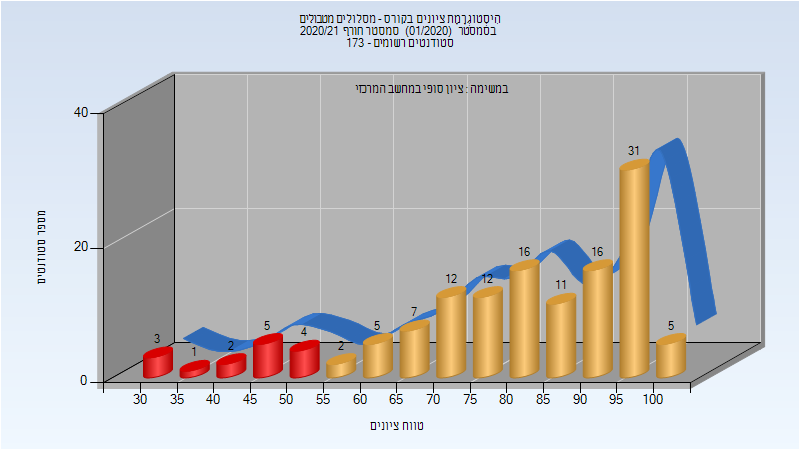 היסטוגרמת ציונים בקורס - מסלולים מטבוליים
בסמסטר (01/2020) סמסטר חורף 2020/21
סטודנטים רשומים - 173
במשימה : ציון סופי במחשב המרכזי
40
20
0
מספר סטודנטים
3
1
2
5
4
2
5
7
12
12
16
11
16
31
5
30 35 40 45 50 55 60 65 70 75 80 85 90 95 100
טווח ציונים